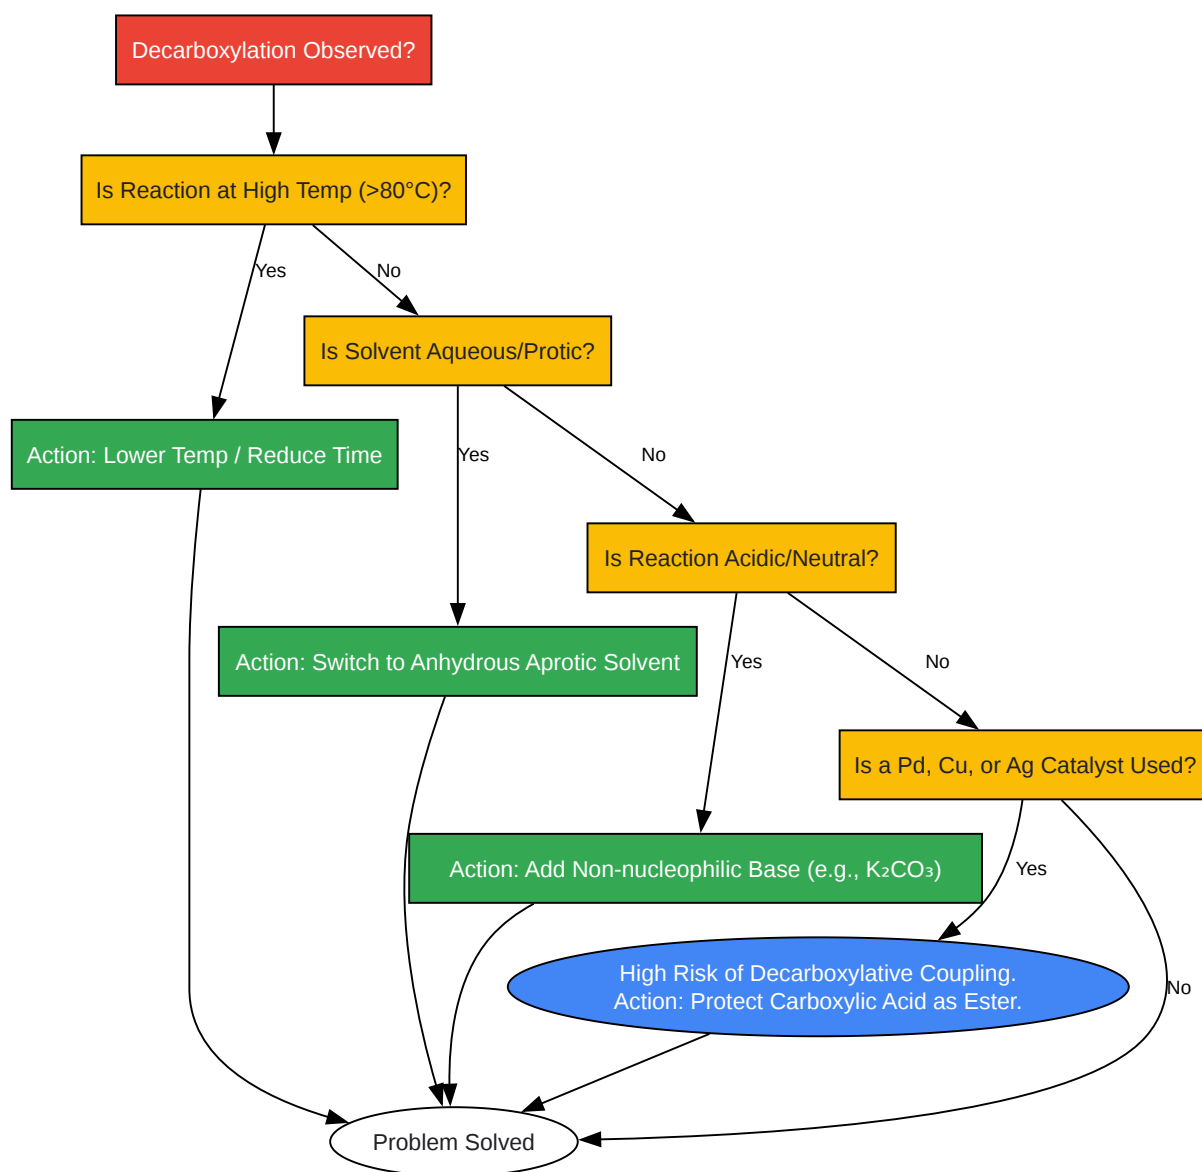 Decarboxylation Observed?
Is Reaction at High Temp (>80°C)?
Yes
No
Is Solvent Aqueous/Protic?
Action: Lower Temp / Reduce Time
Yes
No
Is Reaction Acidic/Neutral?
Action: Switch to Anhydrous Aprotic Solvent
Yes
No
Is a Pd, Cu, or Ag Catalyst Used?
Action: Add Non-nucleophilic Base (e.g., K₂CO₃)
Yes
High Risk of Decarboxylative Coupling.
Action: Protect Carboxylic Acid as Ester.
No
Problem Solved